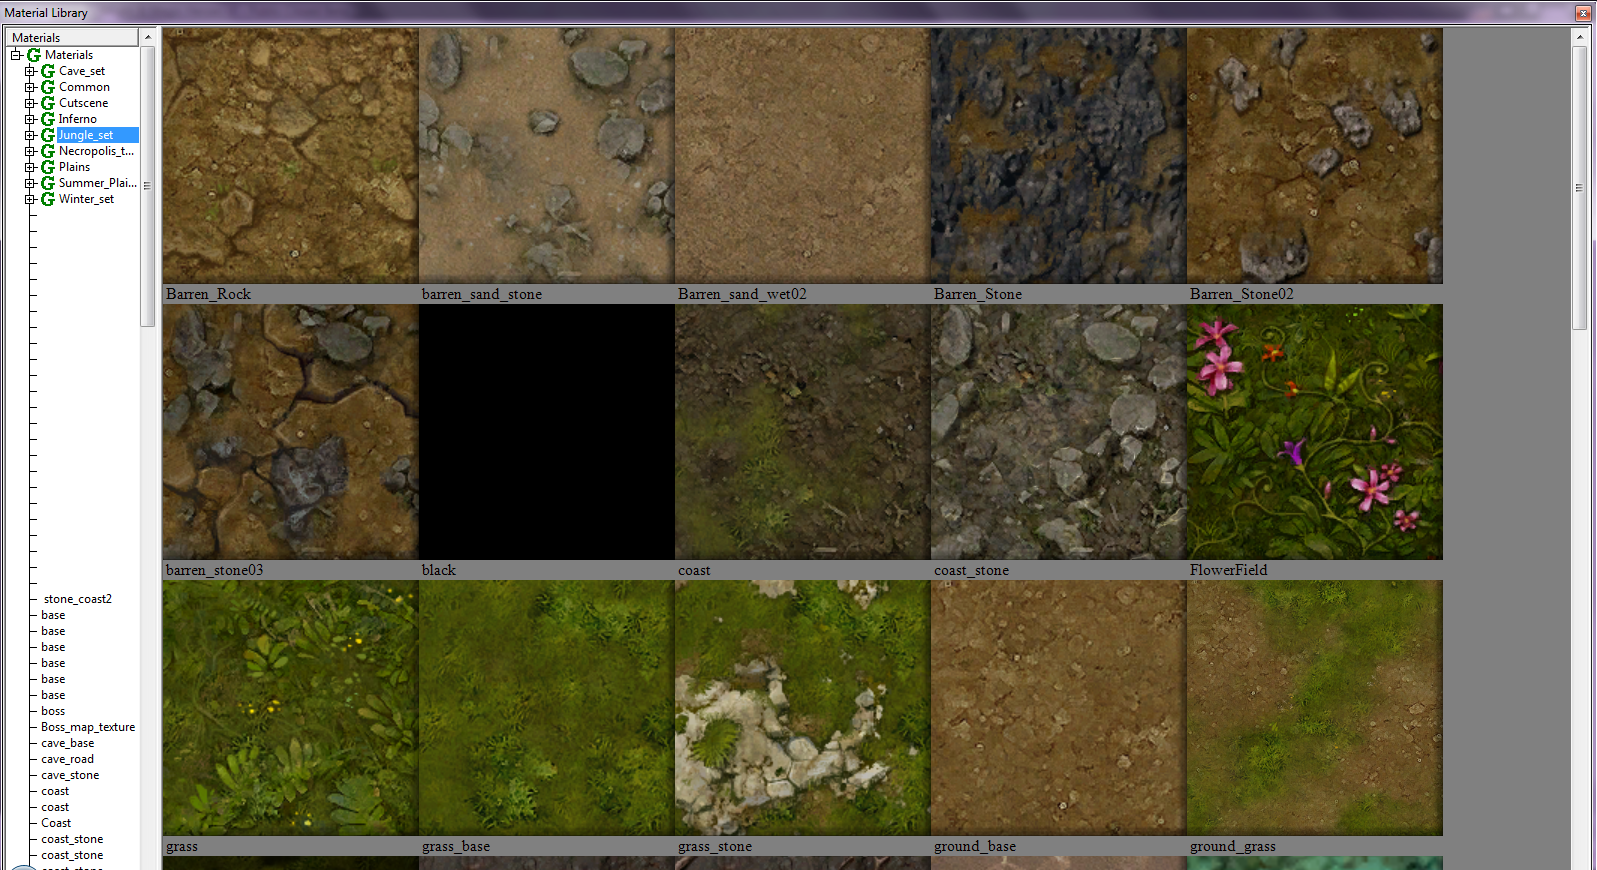 Material Library
Materials
Materials
Cave_set
Common
Cutscene
Inferno
Jungle_set
Necropolis_t...
Plains
Summer_Plai...
Winter_set
stone_coast2
base
base
base
base
base
base
boss
Boss_map_texture
cave_base
cave_road
cave_stone
coast
coast
Coast
coast_stone
coast_stone
Barren_Rock
barren_sand_stone
Barren_sand_wet02
Barren_Stone
Barren_Stone02
barren_stone03
black
coast
coast_stone
FlowerField
grass
grass_base
grass_stone
ground_base
ground_grass